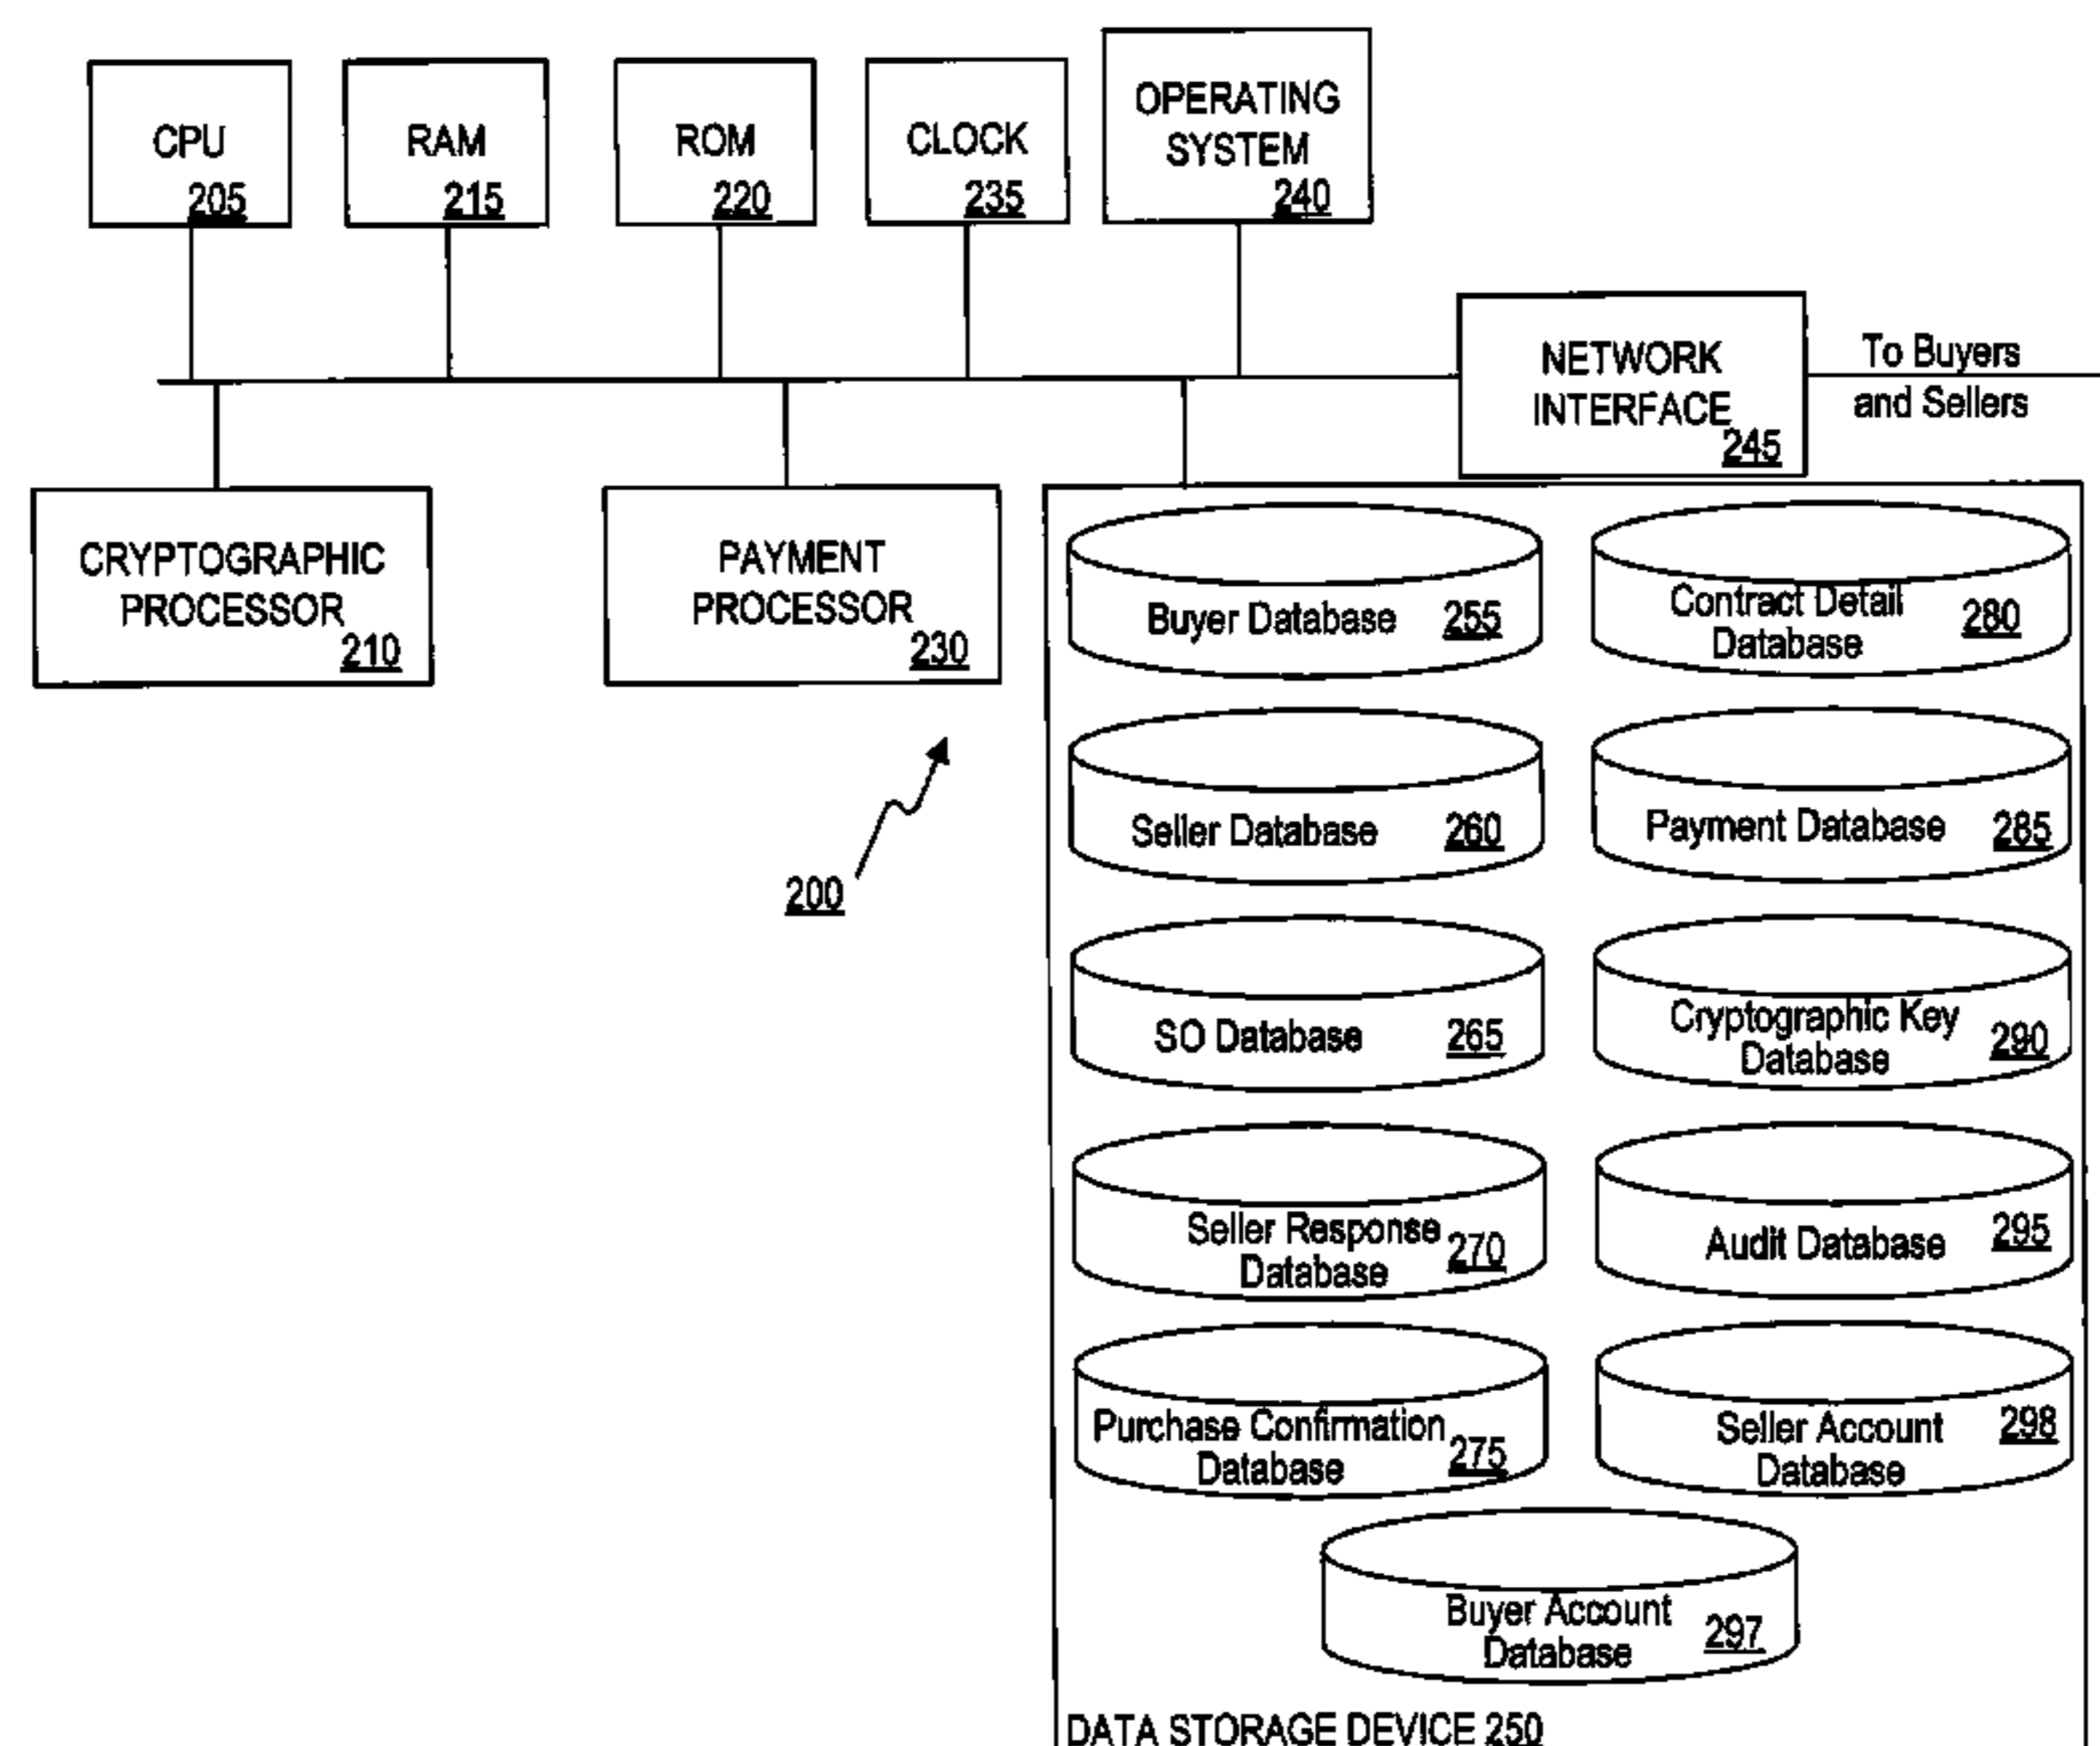 CPU
205
RAM
215
ROM
220
CLOCK
235
OPERATING
SYSTEM
240
NETWORK
INTERFACE
245
To Buyers
and Sellers
CRYPTOGRAPHIC
PROCESSOR
210
PAYMENT
PROCESSOR
230
200
Buyer Database 255
Contract Detail
Database
280
Seller Database 260
Payment Database 285
SO Database 265
Cryptographic Key
Database
290
Seller Response
Database
270
Audit Database 295
Purchase Confirmation
Database
275
Seller Account
Database
298
Buyer Account
Database
297
DATA STORAGE DEVICE 250